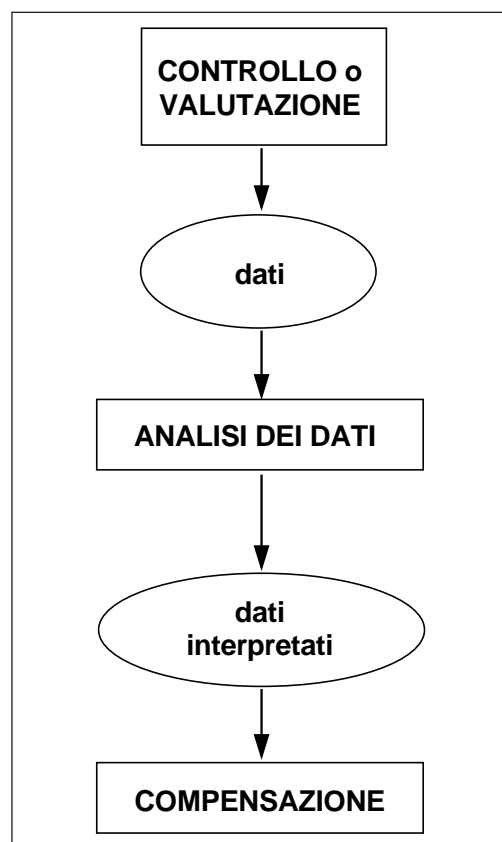 CONTROLLO o
VALUTAZIONE
dati
ANALISI DEI DATI
dati
interpretati
COMPENSAZIONE